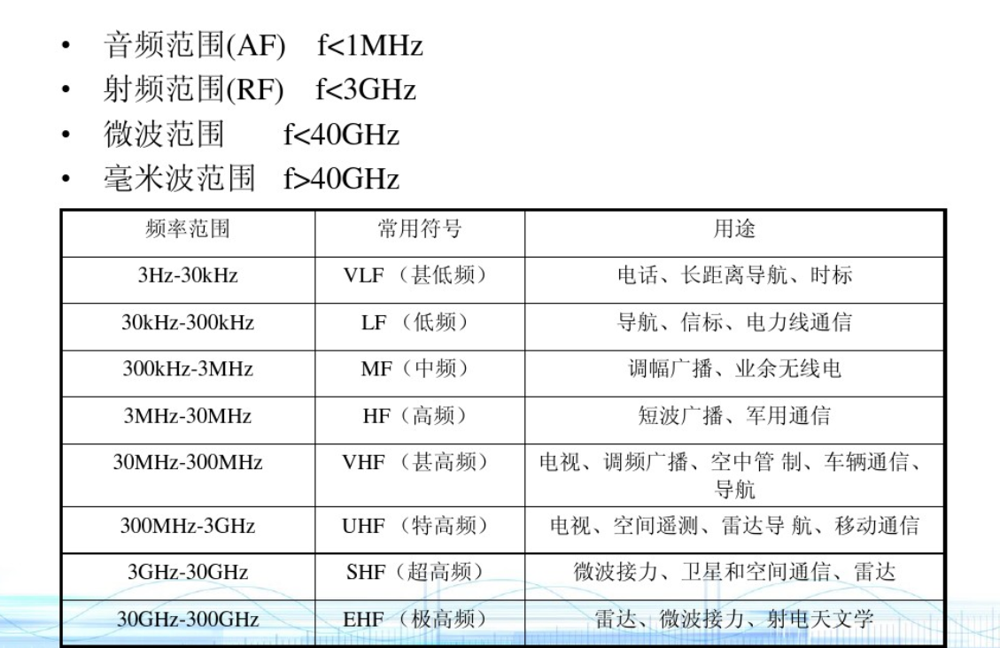 • 音频范围(AF) f<1MHz
• 射频范围(RF) f<3GHz
• 微波范围 f<40GHz
• 毫米波范围 f>40GHz
频率范围 常用符号 用途
3Hz-30kHz VLF （甚低频） 电话、长距离导航、时标
30kHz-300kHz LF （低频） 导航、信标、电力线通信
300kHz-3MHz MF（中频） 调幅广播、业余无线电
3MHz-30MHz HF（高频） 短波广播、军用通信
30MHz-300MHz VHF （甚高频） 电视、调频广播、空中管 制、车辆通信、
导航
300MHz-3GHz UHF （特高频） 电视、空间遥测、雷达导 航、移动通信
3GHz-30GHz SHF（超高频） 微波接力、卫星和空间通信、雷达
30GHz-300GHz EHF （极高频） 雷达、微波接力、射电天文学